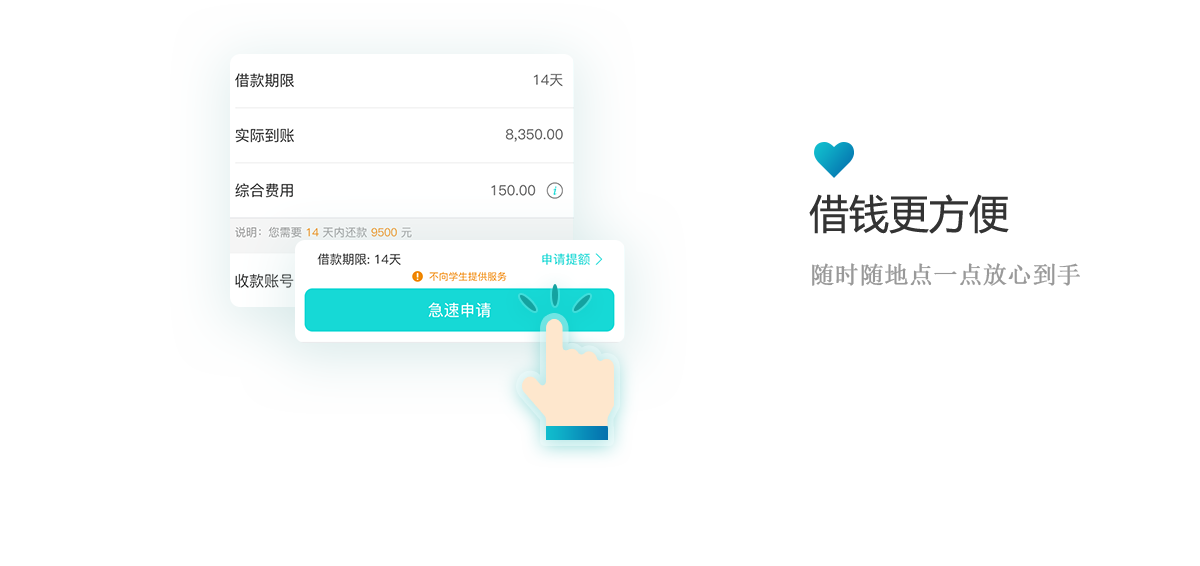 借款期限 14天
实际到账 8,350.00
综合费用 150.00 i
说明：您需要 14 天内还款 9500 元
收款账号
借款期限: 14天 申请提额
不向学生提供服务
急速申请
借钱更方便
随时随地点一点放心到手